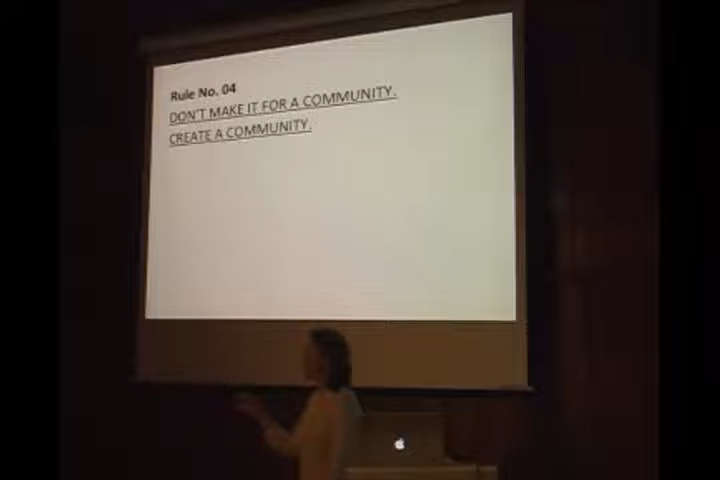 Rule No. 04
DON'T MAKE IT FOR A COMMUNITY.
CREATE A COMMUNITY.